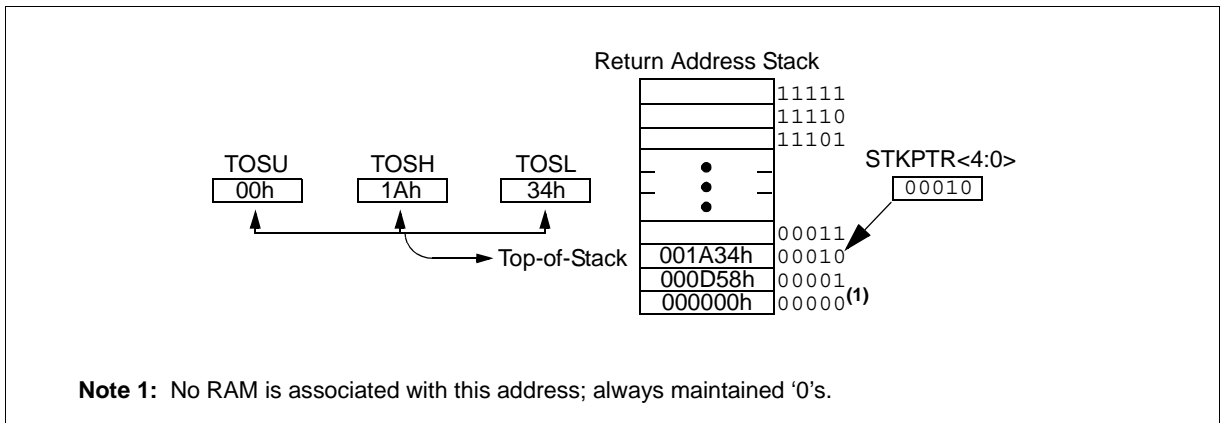 Return Address Stack
11111
11110
11101
TOSU TOSH TOSL
00h 1Ah 34h
STKPTR<4:0>
00010
00011
Top-of-Stack
001A34h 00010
000D58h 00001
000000h 00000(1)
Note 1: No RAM is associated with this address; always maintained ‘0’s.